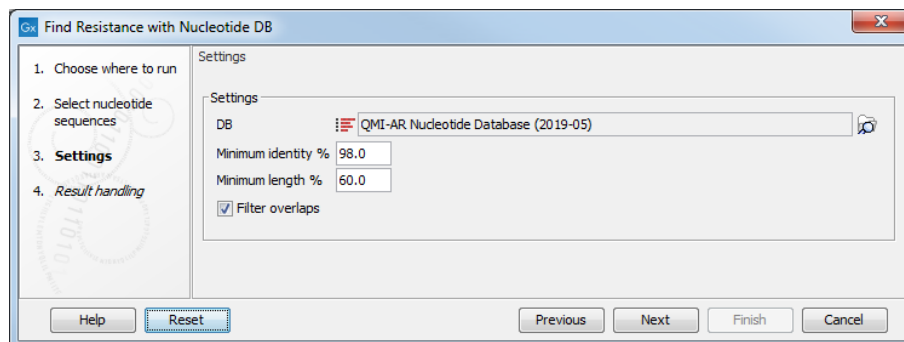 Gx Find Resistance with Nucleotide DB
1. Choose where to run
2. Select nucleotide
sequences
3. Settings
4. Result handling
Settings
Settings
DB QMI-AR Nucleotide Database (2019-05)
Minimum identity % 98.0
Minimum length % 60.0
Filter overlaps
Help Reset Previous Next Finish Cancel